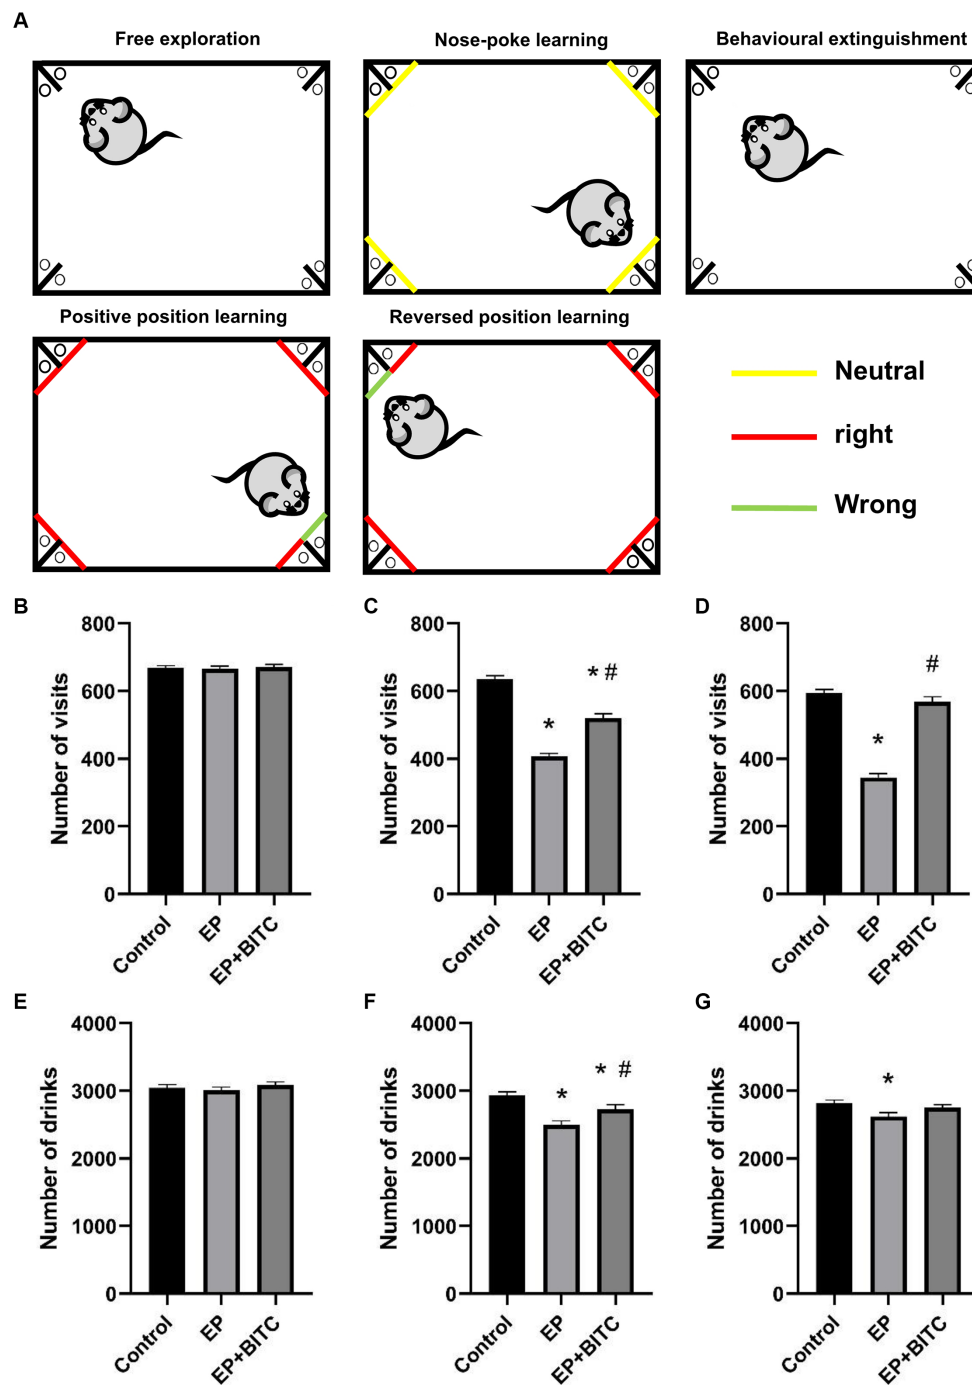 A
Free exploration
Nose-poke learning
Behavioural extinguishment
Positive position learning
Reversed position learning
Neutral
right
Wrong
B
Number of visits
800
600
400
200
0
Control
EP
EP+BITC
C
Number of visits
800
600
400
200
0
*
* #
Control
EP
EP+BITC
D
Number of visits
800
600
400
200
0
*
#
Control
EP
EP+BITC
E
Number of drinks
4000
3000
2000
1000
0
Control
EP
EP+BITC
F
Number of drinks
4000
3000
2000
1000
0
*
* #
Control
EP
EP+BITC
G
Number of drinks
4000
3000
2000
1000
0
*
Control
EP
EP+BITC